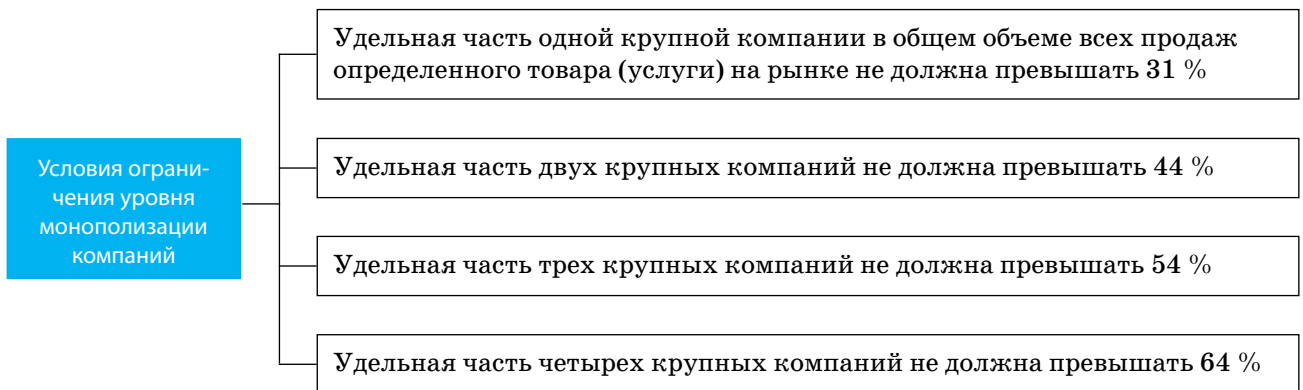 Удельная часть одной крупной компании в общем объеме всех продаж
определенного товара (услуги) на рынке не должна превышать 31 %
Условия ограни-
чения уровня
монополизации
компаний
Удельная часть двух крупных компаний не должна превышать 44 %
Удельная часть трех крупных компаний не должна превышать 54 %
Удельная часть четырех крупных компаний не должна превышать 64 %